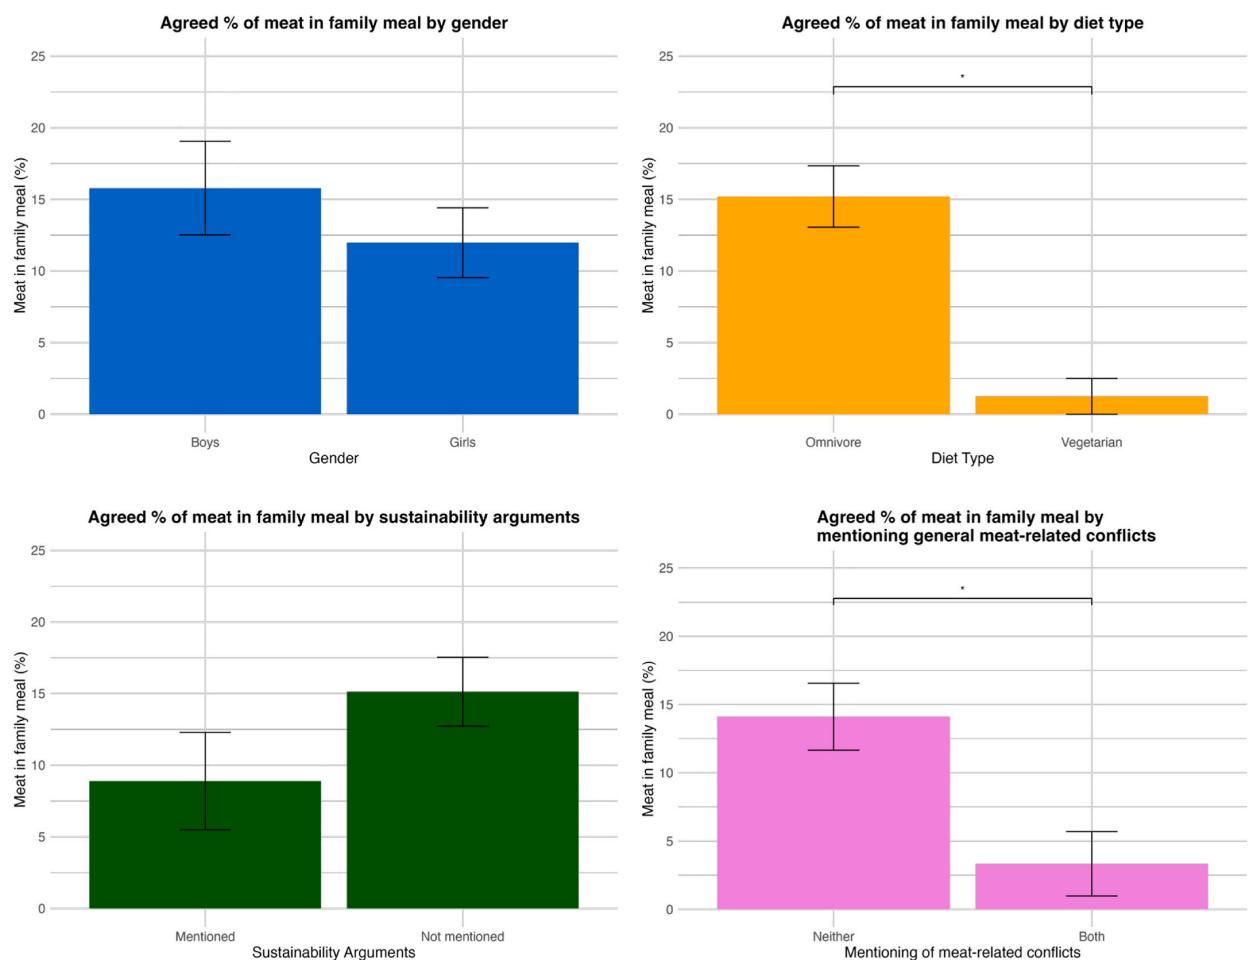 Agreed % of meat in family meal by gender
25
20
15
10
5
0
Meat in family meal (%)
Boys
Girls
Gender
Agreed % of meat in family meal by diet type
25
20
15
10
5
0
Meat in family meal (%)
*
Omnivore
Vegetarian
Diet Type
Agreed % of meat in family meal by sustainability arguments
25
20
15
10
5
0
Meat in family meal (%)
Mentioned
Not mentioned
Sustainability Arguments
Agreed % of meat in family meal by
mentioning general meat-related conflicts
25
20
15
10
5
0
Meat in family meal (%)
*
Neither
Both
Mentioning of meat-related conflicts